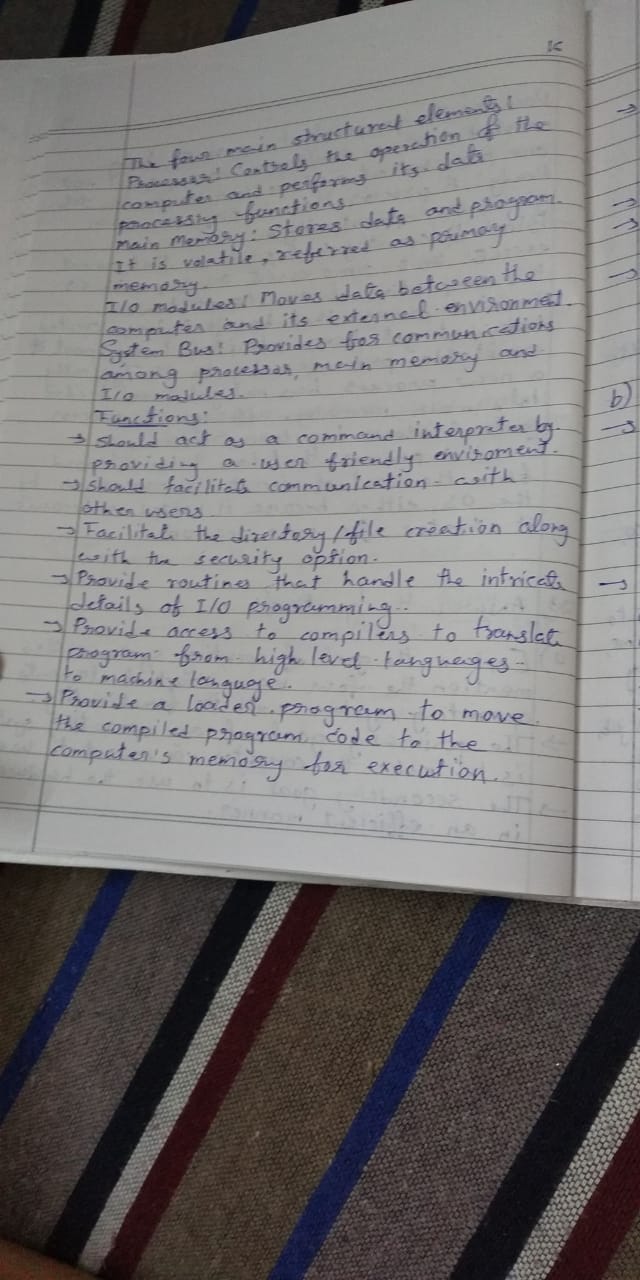 The four main structural elements:
Processor: Controls the operation of the
computer and performs its data
processing functions
main Memory: Stores data and program.
It is volatile, referred as primary
memory.
I/O modules: Moves data between the
computer and its external environment.
System Bus: Provides for communications
among processor, main memory and
I/O modules.
Functions:
→ Should act as a command interpreter by
providing a user friendly enviroment.
→ Should facilitate communication with
other users
→ Facilitate the directory/file creation along
with the security option.
→ Provide routines that handle the intricate
details of I/O programming.
→ Provide access to compilers to translate
program from high level languages
to machine language.
→ Provide a loader program to move
the compiled program code to the
computer's memory for execution.
b)